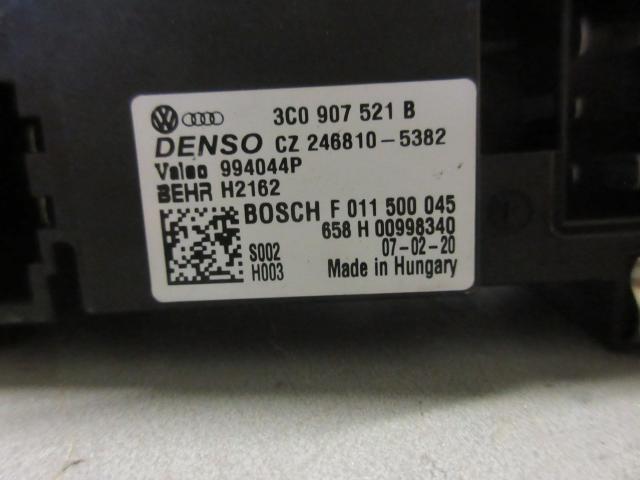 3C0 907 521 B
DENSO CZ 246810-5382
Valeo 994044P
BEHR H2162
BOSCH F 011 500 045
658 H 00998340
S002 07-02-20
H003 Made in Hungary